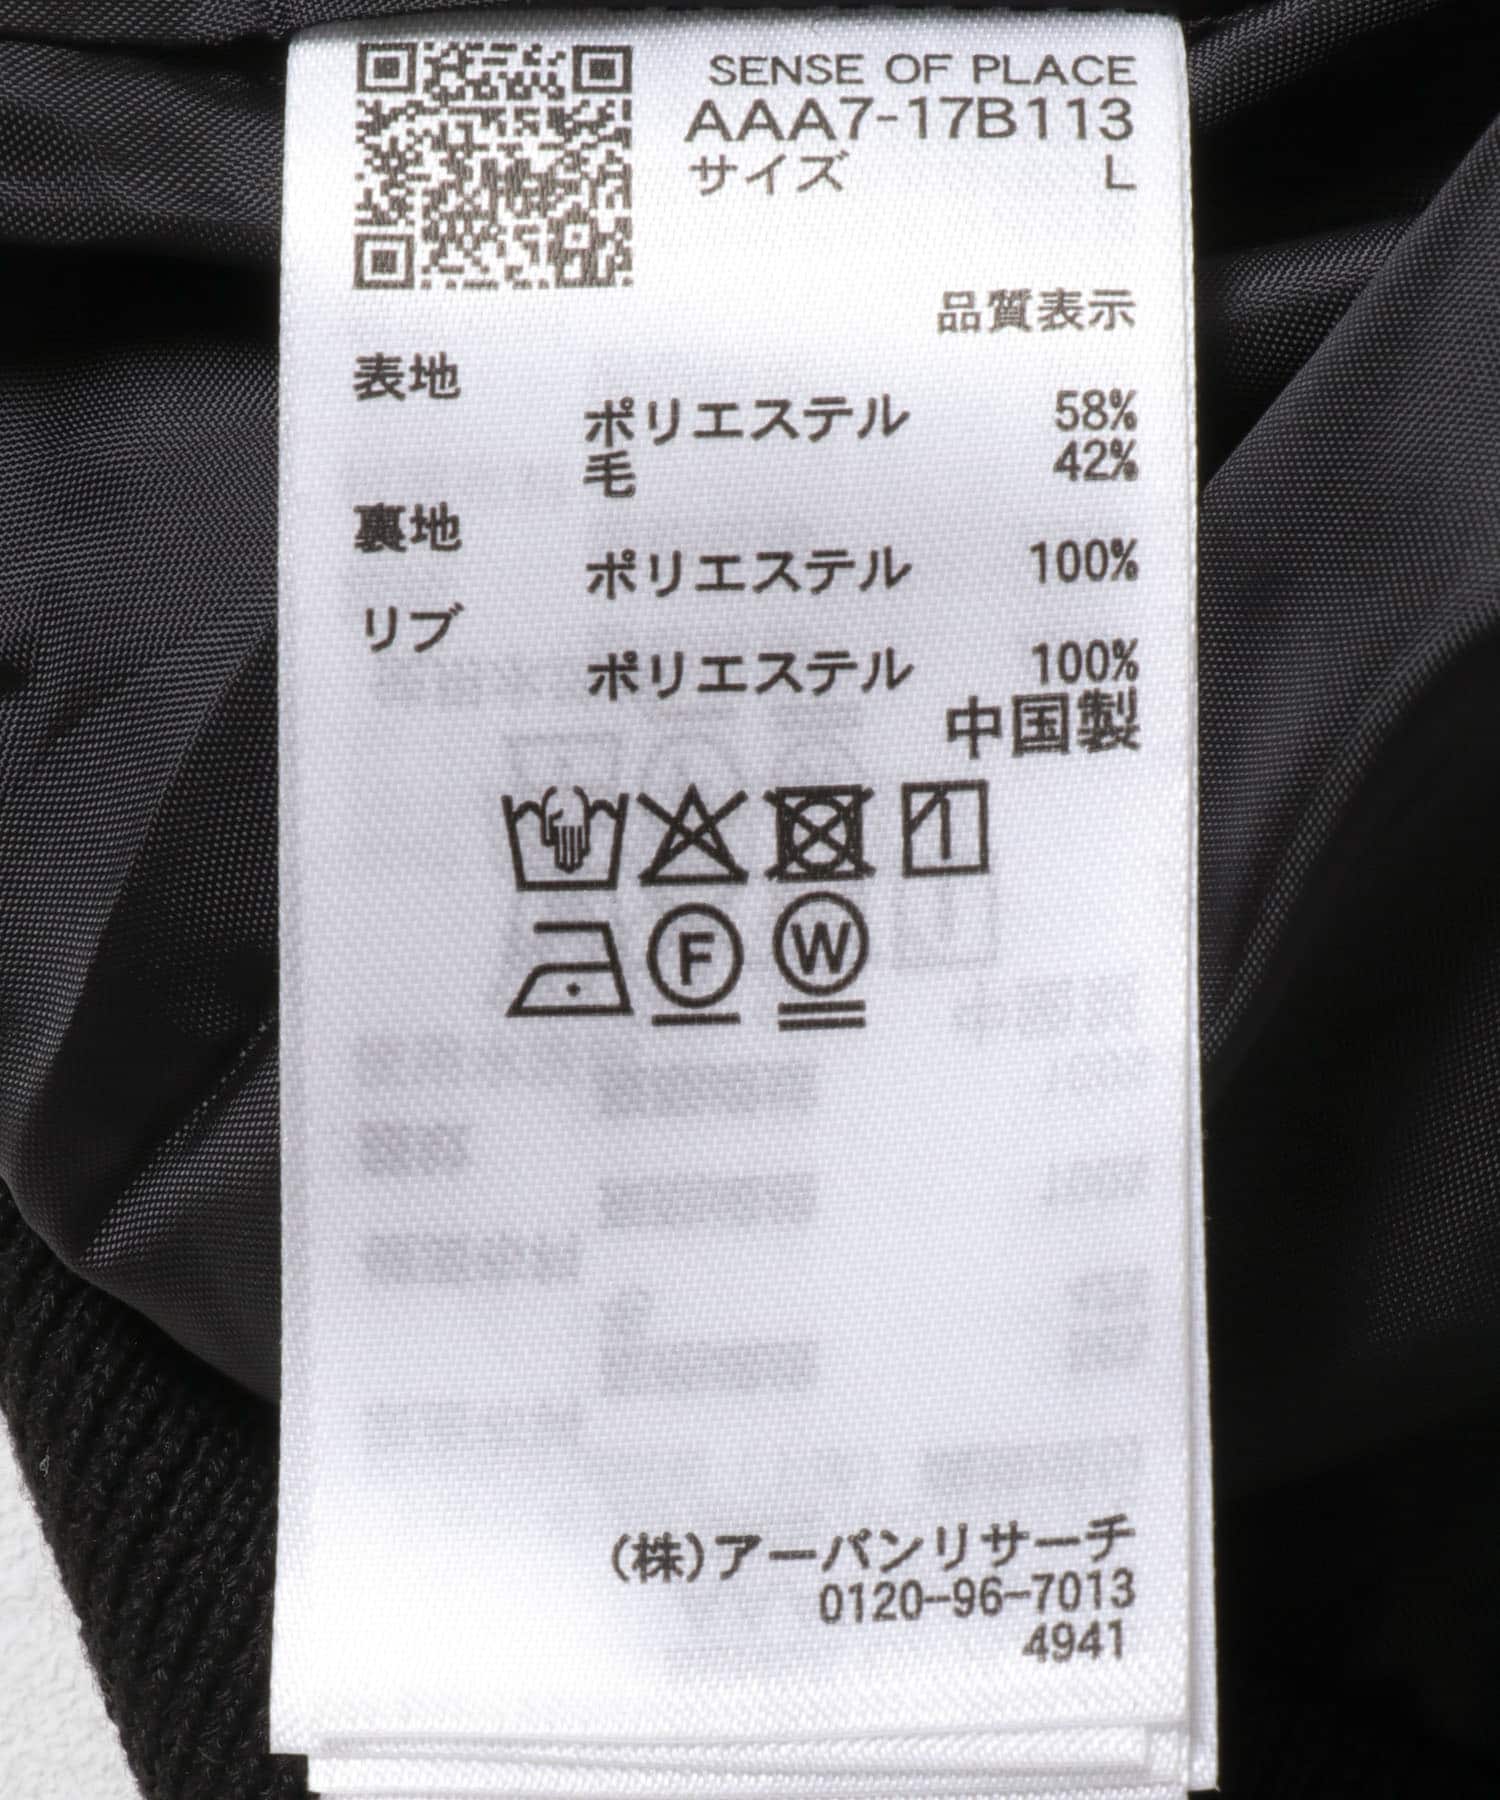 SENSE OF PLACE
AAA7-17B113
サイズ L
品質表示
表地
ポリエステル 58%
毛 42%
裏地
ポリエステル 100%
リブ
ポリエステル 100%
中国製
F W
(株)アーバンリサーチ
0120-96-7013
4941